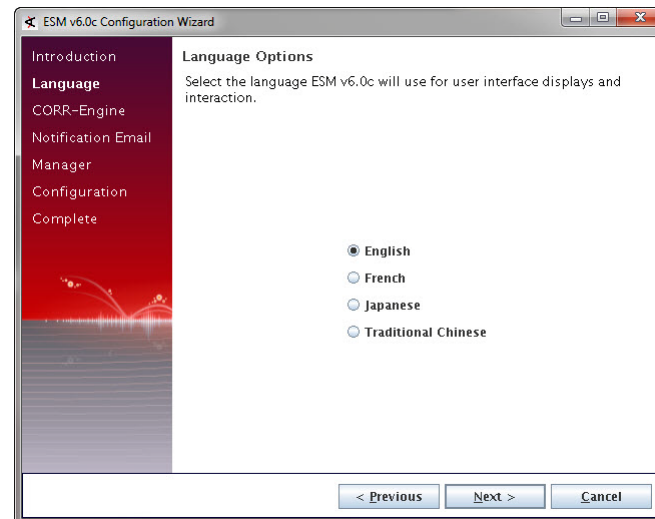 ESM v6.0c Configuration Wizard
Introduction
Language
CORR-Engine
Notification Email
Manager
Configuration
Complete
Language Options
Select the language ESM v6.0c will use for user interface displays and
interaction.
English
French
Japanese
Traditional Chinese
< Previous
Next >
Cancel